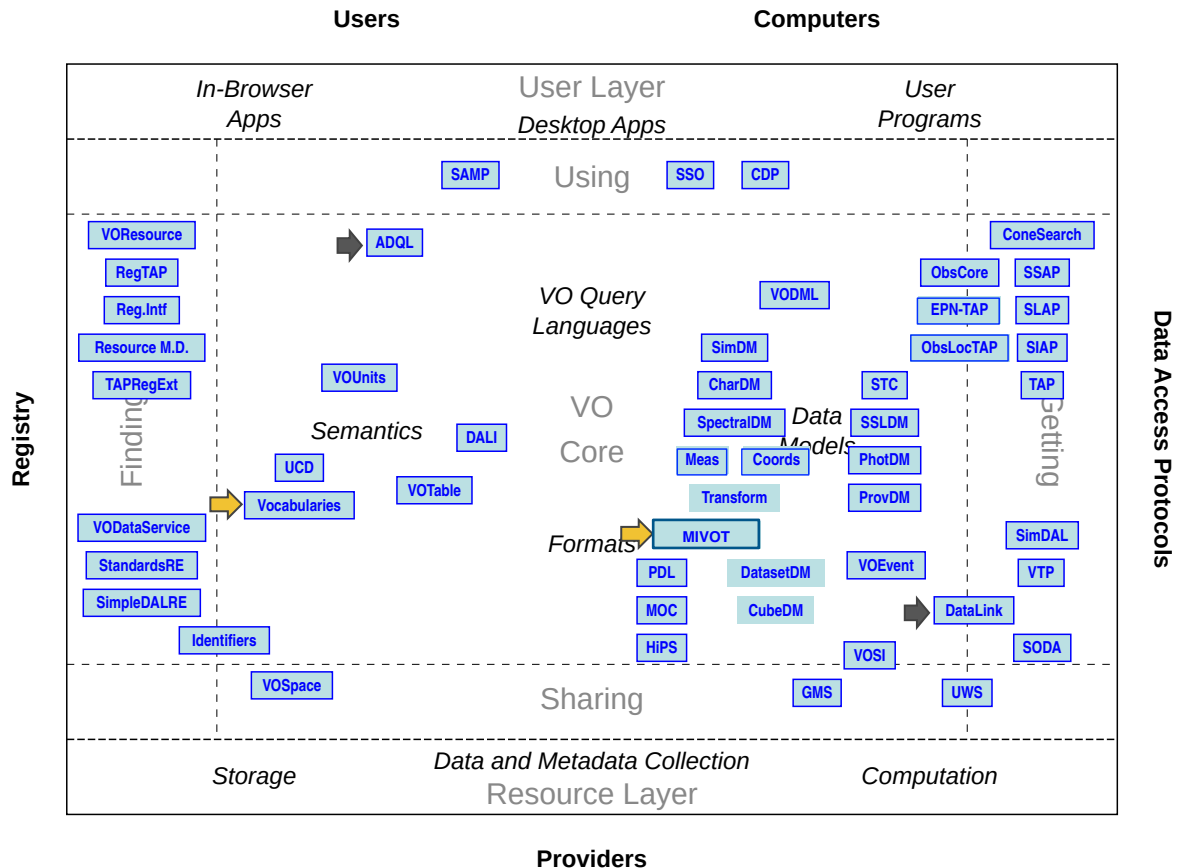 Users
Computers
User Layer
In-Browser
Apps
Desktop Apps
User
Programs
Using
SAMP
SSO
CDP
VOResource
RegTAP
Reg.Intf
Resource M.D.
TAPRegExt
Finding
VODataService
StandardsRE
SimpleDALRE
Identifiers
Registry
ADQL
VOUnits
Semantics
DALI
UCD
VOTable
Vocabularies
VO Query
Languages
VO
Core
Formats
VODML
SimDM
CharDM
SpectralDM
Data
Models
Meas
Coords
Transform
MIVOT
PDL
MOC
HiPS
DatasetDM
CubeDM
STC
SSLDM
PhotDM
ProvDM
VOEvent
DataLink
VOSI
ObsCore
EPN-TAP
ObsLocTAP
ConeSearch
SSAP
SLAP
SIAP
TAP
Getting
SimDAL
VTP
SODA
Data Access Protocols
VOSpace
Sharing
GMS
UWS
Storage
Data and Metadata Collection
Computation
Resource Layer
Providers